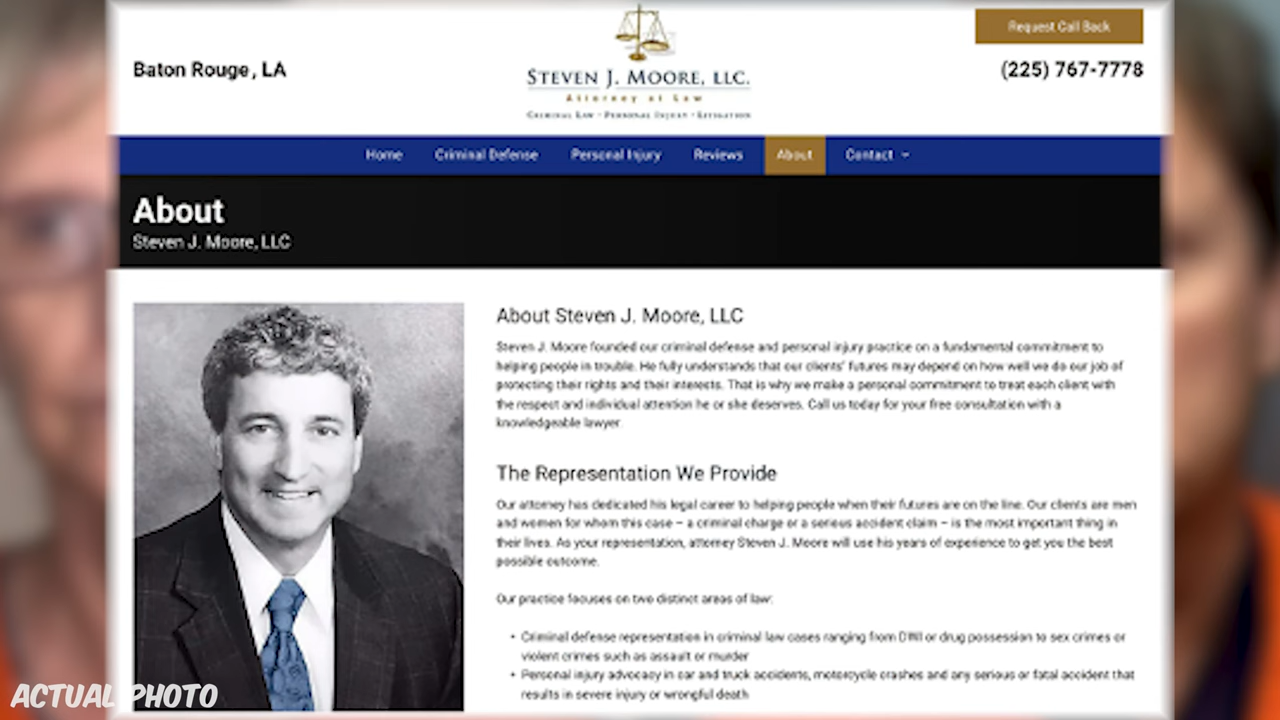 Request Call Back
Baton Rouge, LA
(225) 767-7778
STEVEN J. MOORE, LLC.
Attorney at Law
CRIMINAL LAW - PERSONAL INJURY - LITIGATION
Home Criminal Defense Personal Injury Reviews About Contact
About
Steven J. Moore, LLC
About Steven J. Moore, LLC
Steven J. Moore founded our criminal defense and personal injury practice on a fundamental commitment to
helping people in trouble. He fully understands that our clients' futures may depend on how well we do our job of
protecting their rights and their interests. That is why we make a personal commitment to treat each client with
the respect and individual attention he or she deserves. Call us today for your free consultation with a
knowledgeable lawyer
The Representation We Provide
Our attorney has dedicated his legal career to helping people when their futures are on the line. Our clients are men
and women for whom this case – a criminal charge or a serious accident claim – is the most important thing in
their lives. As your representation, attorney Steven J. Moore will use his years of experience to get you the best
possible outcome.
Our practice focuses on two distinct areas of law:
• Criminal defense representation in criminal law cases ranging from DWI or drug possession to sex crimes or
violent crimes such as assault or murder
• Personal injury advocacy in car and truck accidents, motorcycle crashes and any serious or fatal accident that
results in severe injury or wrongful death
ACTUAL PHOTO